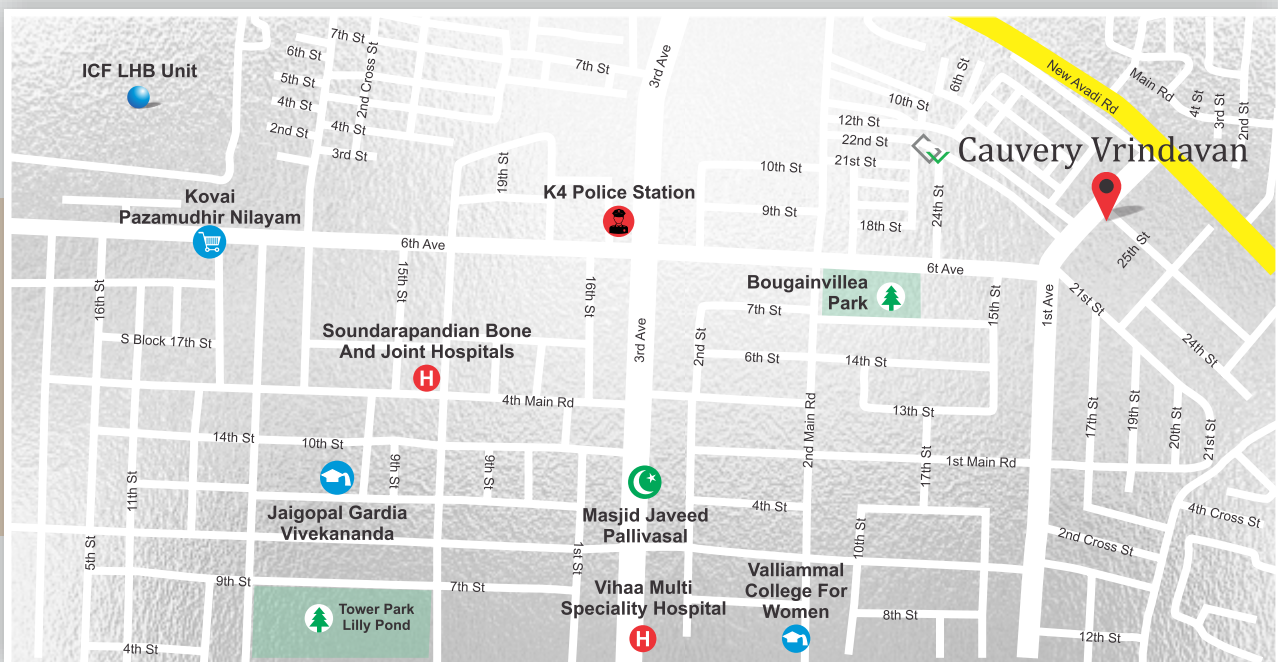 7th St
6th St
5th St
4th St
2nd St
2nd Cross St
4th St
3rd St
7th St
3rd Ave
6th St
10th St
12th St
22nd St
21st St
New Avadi Rd
Main Rd
4t St
3rd St
2nd St
ICF LHB Unit
Cauvery Vrindavan
19th St
10th St
9th St
18th St
24th St
25th St
Kovai
Pazamudhir Nilayam
K4 Police Station
6th Ave
6t Ave
Bougainvillea
Park
16th St
15th St
16th St
3rd Ave
2nd St
7th St
15th St
1st Ave
21st St
24th St
S Block 17th St
Soundarapandian Bone
And Joint Hospitals
6th St
14th St
4th Main Rd
2nd Main Rd
13th St
17th St
19th St
20th St
21st St
14th St
10th St
9th St
9th St
1st Main Rd
17th St
11th St
Jaigopal Gardia
Vivekananda
Masjid Javeed
Pallivasal
4th St
10th St
4th Cross St
2nd Cross St
5th St
1st St
9th St
7th St
Vihaa Multi
Speciality Hospital
Valliammal
College For
Women
Tower Park
Lilly Pond
8th St
12th St
4th St